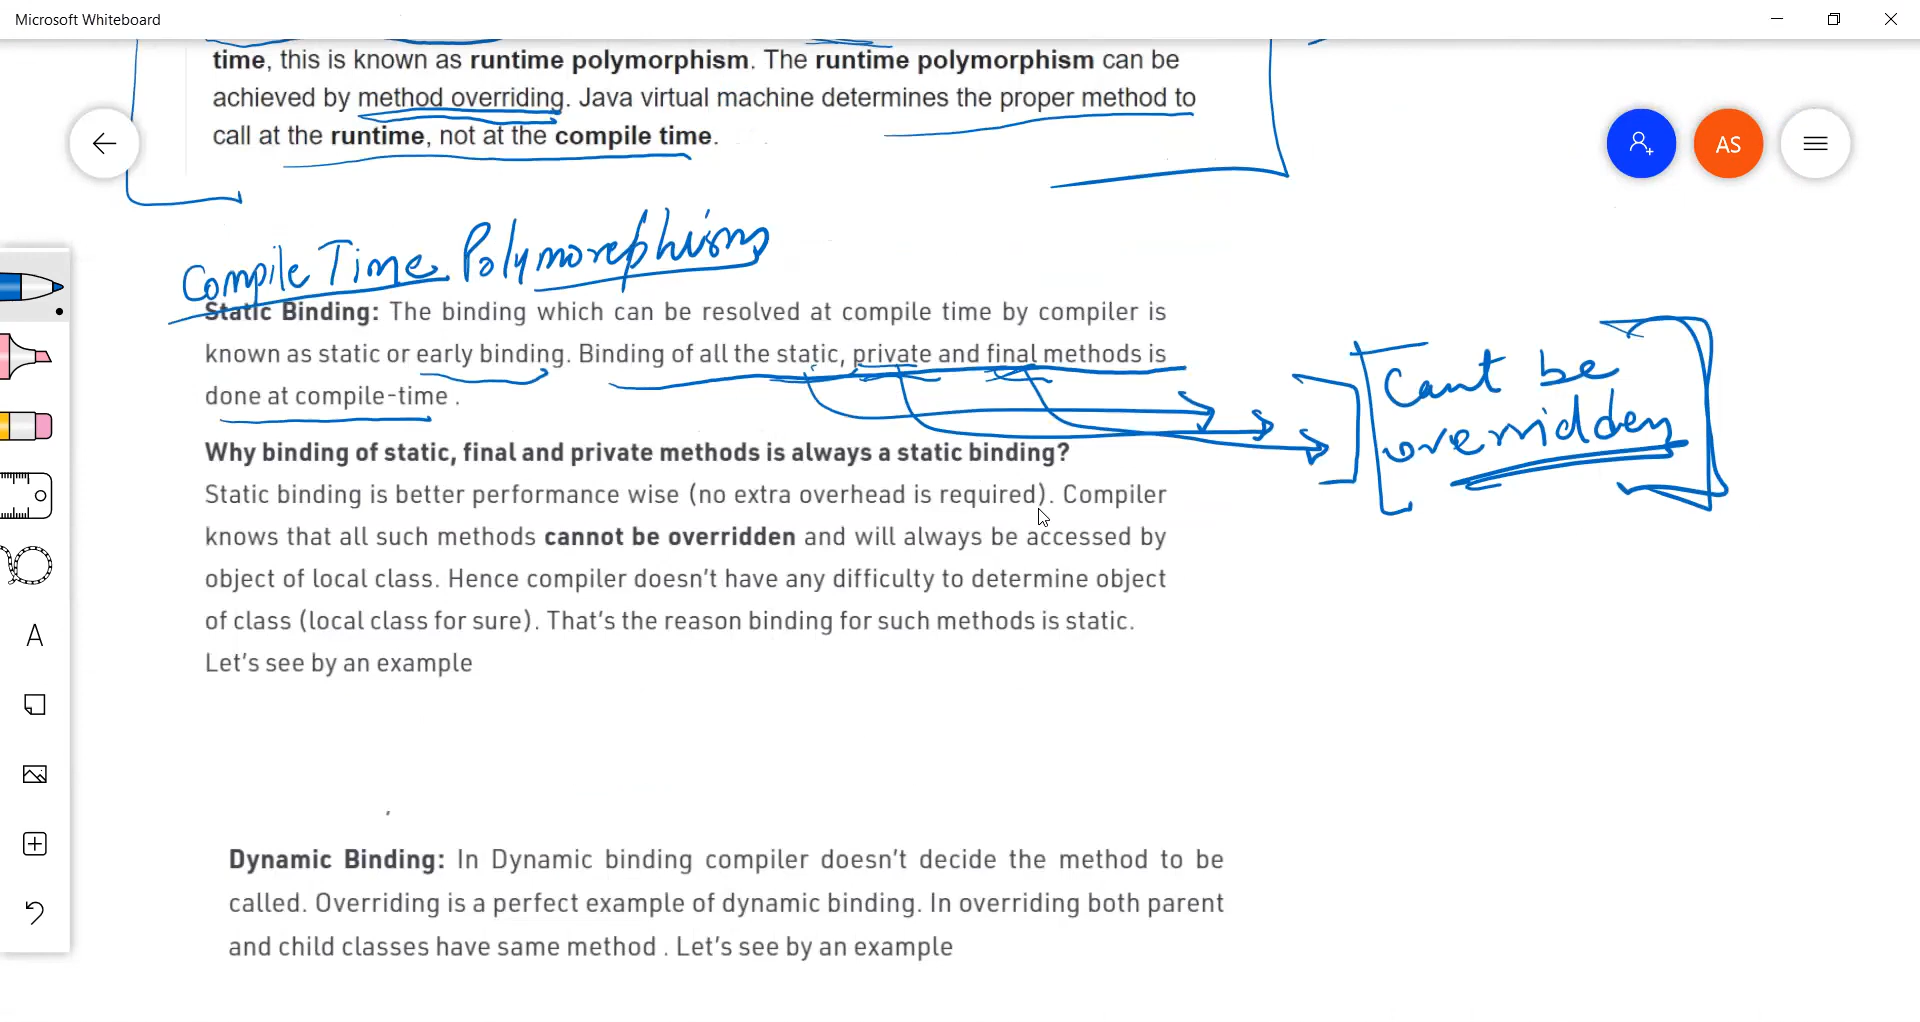 Microsoft Whiteboard
time, this is known as runtime polymorphism. The runtime polymorphism can be
achieved by method overriding. Java virtual machine determines the proper method to
call at the runtime, not at the compile time.
AS
Compile Time Polymorephism
Static Binding: The binding which can be resolved at compile time by compiler is
known as static or early binding. Binding of all the static, private and final methods is
done at compile-time .
Cant be
overridden
Why binding of static, final and private methods is always a static binding?
Static binding is better performance wise (no extra overhead is required). Compiler
knows that all such methods cannot be overridden and will always be accessed by
object of local class. Hence compiler doesn't have any difficulty to determine object
of class (local class for sure). That's the reason binding for such methods is static.
Let's see by an example
A
Dynamic Binding: In Dynamic binding compiler doesn't decide the method to be
called. Overriding is a perfect example of dynamic binding. In overriding both parent
and child classes have same method . Let's see by an example